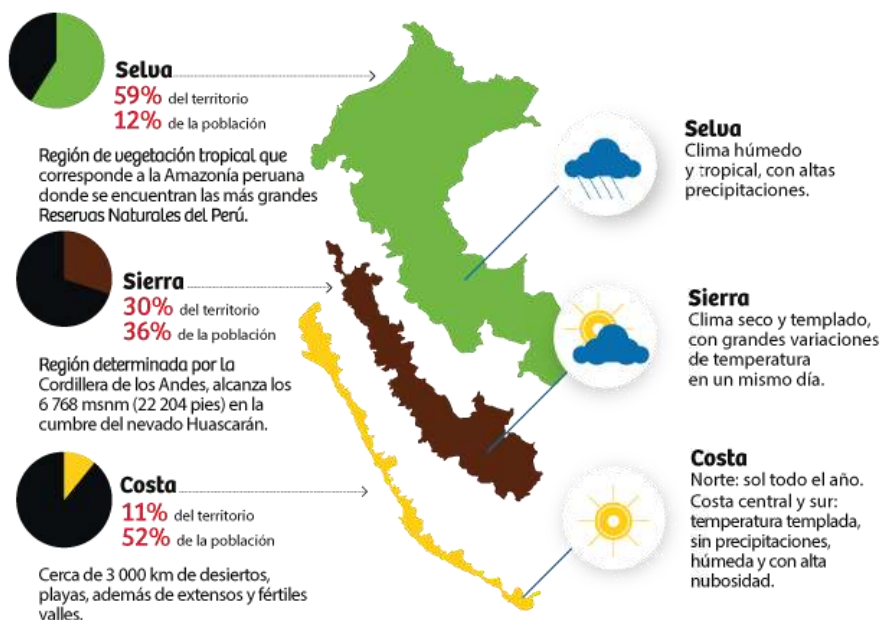 Selva
59% del territorio
12% de la población
Región de vegetación tropical que
corresponde a la Amazonía peruana
donde se encuentran las más grandes
Reservas Naturales del Perú.
Sierra
30% del territorio
36% de la población
Región determinada por la
Cordillera de los Andes, alcanza los
6 768 msnm (22 204 pies) en la
cumbre del nevado Huascarán.
Costa
11% del territorio
52% de la población
Cerca de 3 000 km de desiertos,
playas, además de extensos y fértiles
valles.
Selva
Clima húmedo
y tropical, con altas
precipitaciones.
Sierra
Clima seco y templado,
con grandes variaciones
de temperatura
en un mismo día.
Costa
Norte: sol todo el año.
Costa central y sur:
temperatura templada,
sin precipitaciones,
húmeda y con alta
nubosidad.